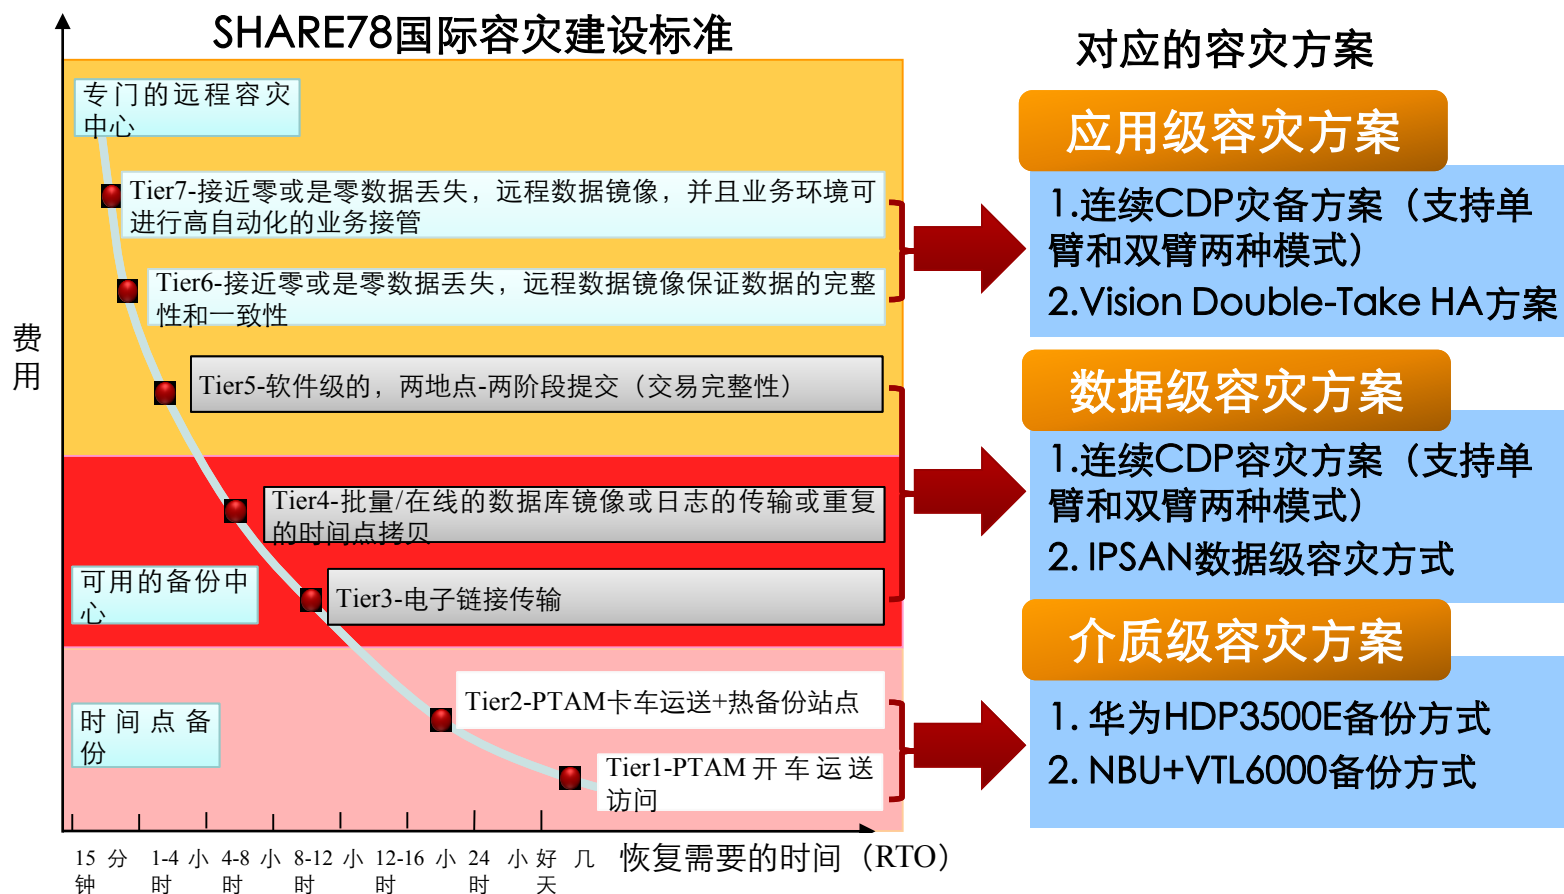 SHARE78国际容灾建设标准
对应的容灾方案
费
用
专门的远程容灾
中心
Tier7-接近零或是零数据丢失，远程数据镜像，并且业务环境可
进行高自动化的业务接管
Tier6-接近零或是零数据丢失，远程数据镜像保证数据的完整
性和一致性
Tier5-软件级的，两地点-两阶段提交（交易完整性）
Tier4-批量/在线的数据库镜像或日志的传输或重复
的时间点拷贝
可用的备份中
心
Tier3-电子链接传输
Tier2-PTAM卡车运送+热备份站点
时间点备
份
Tier1-PTAM开车运送
访问
15分
钟
1-4小
时
4-8小
时
8-12小
时
12-16小
时
24小
时
好几
天
恢复需要的时间（RTO）
应用级容灾方案
1.连续CDP灾备方案（支持单
臂和双臂两种模式）
2.Vision Double-Take HA方案
数据级容灾方案
1.连续CDP容灾方案（支持单
臂和双臂两种模式）
2. IPSAN数据级容灾方式
介质级容灾方案
1. 华为HDP3500E备份方式
2. NBU+VTL6000备份方式